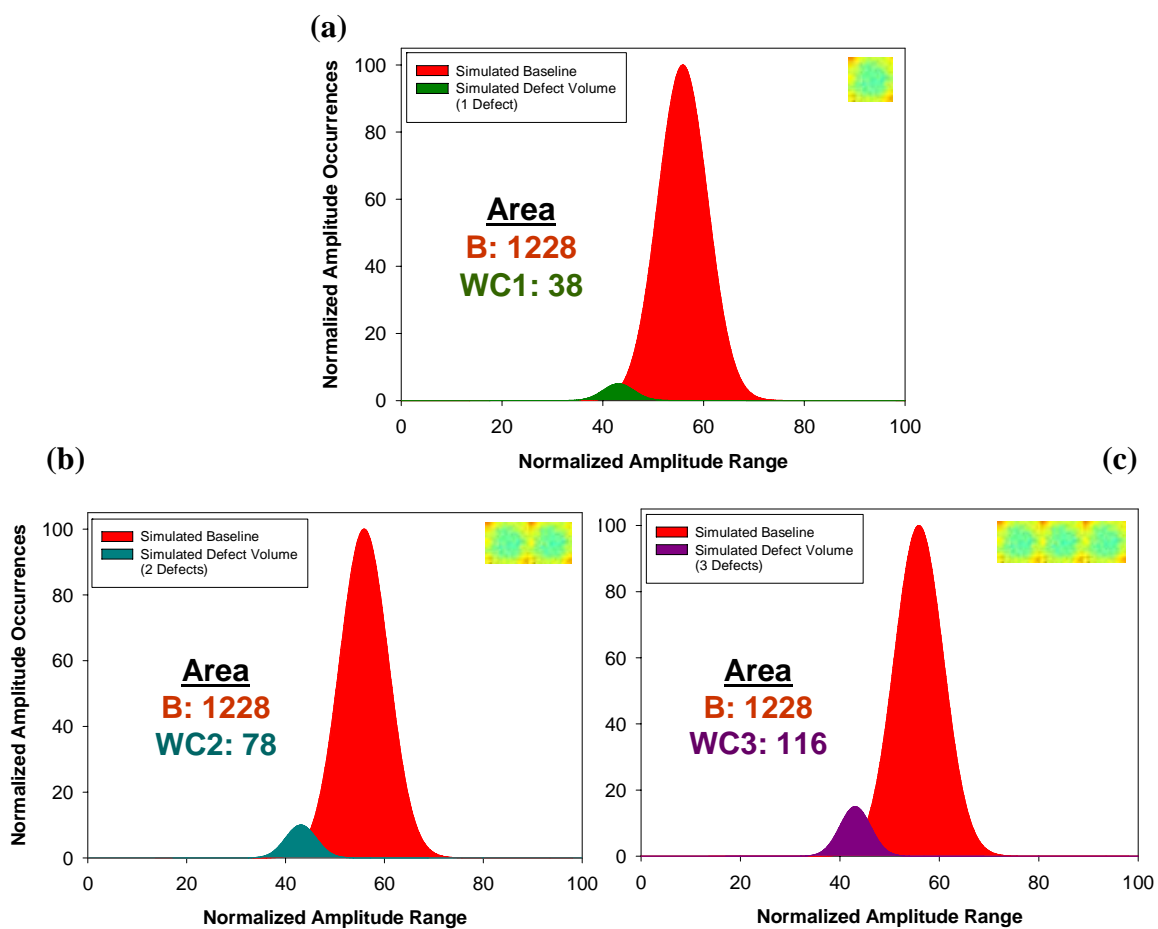 (a)
Normalized Amplitude Occurrences
100
80
60
40
20
0
Simulated Baseline
Simulated Defect Volume
(1 Defect)
Area
B: 1228
WC1: 38
0 20 40 60 80 100
Normalized Amplitude Range
(b)
Normalized Amplitude Occurrences
100
80
60
40
20
0
Simulated Baseline
Simulated Defect Volume
(2 Defects)
Area
B: 1228
WC2: 78
0 20 40 60 80 100
Normalized Amplitude Range
(c)
100
80
60
40
20
0
Simulated Baseline
Simulated Defect Volume
(3 Defects)
Area
B: 1228
WC3: 116
0 20 40 60 80 100
Normalized Amplitude Range